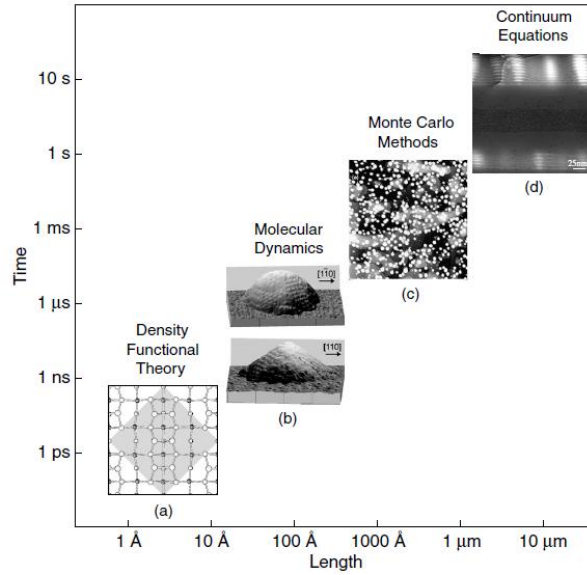 Continuum
Equations
10 s
25nm
Monte Carlo
Methods
1 s
(d)
1 ms
Molecular
Dynamics
[110]
(c)
Time
1 μs
Density
Functional
Theory
[110]
1 ns
(b)
1 ps
(a)
1 Å
10 Å
100 Å
1000 Å
1 μm
10 μm
Length